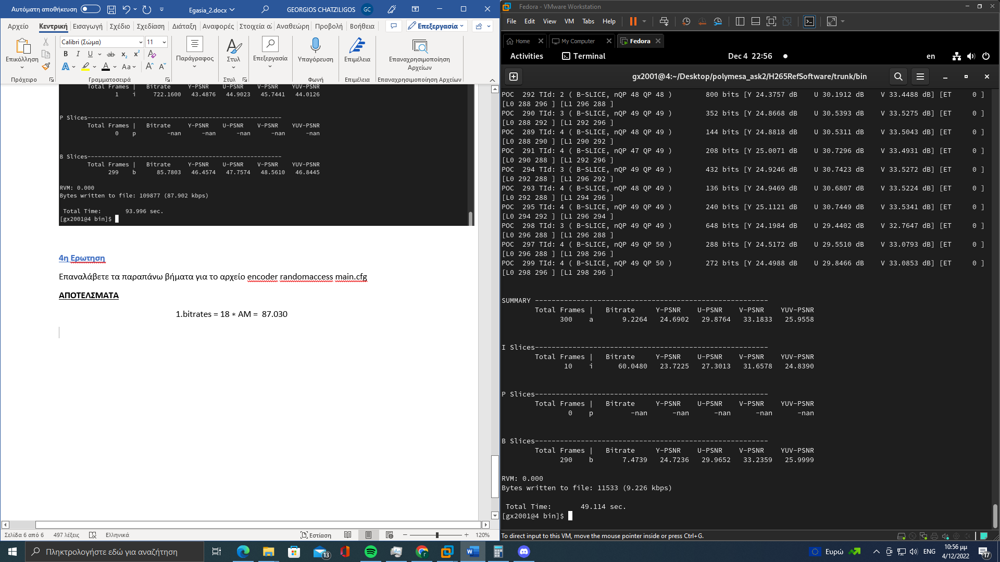 Αυτόματη αποθήκευση
Egasia_2.docx
GEORGIOS CHATZILIGOS
GC
Αρχείο Κεντρική Εισαγωγή Σχέδιο Σχεδίαση Διάταξη Αναφορές Στοιχεία αλ Αναθεώρη Προβολή Βοήθεια
Επεξεργασία
Επικόλληση
Calibri (Σώμα) 11
Παράγραφος
Στυλ
Επεξεργασία
Υπαγόρευση
Επιμέλεια
Επαναχρησιμοποίηση
Αρχείων
Πρόχειρο Γραμματοσειρά Στυλ Φωνή Επιμέλεια Επαναχρησιμοποίηση Αρχείων
Total Frames | Bitrate Y-PSNR U-PSNR V-PSNR YUV-PSNR
1 i 722.1600 43.4876 44.9023 45.7441 44.0126
P Slices--------------------------------------------------------
Total Frames | Bitrate Y-PSNR U-PSNR V-PSNR YUV-PSNR
0 p -nan -nan -nan -nan -nan
B Slices--------------------------------------------------------
Total Frames | Bitrate Y-PSNR U-PSNR V-PSNR YUV-PSNR
299 b 85.7803 46.4574 47.7574 48.5610 46.8445
RVM: 0.000
Bytes written to file: 109877 (87.902 kbps)
Total Time: 93.996 sec.
[gx2001@4 bin]$
4η Ερωτηση
Επαναλάβετε τα παραπάνω βήματα για το αρχείο encoder randomaccess main.cfg
ΑΠΟΤΕΛΣΜΑΤΑ
1.bitrates = 18 ∗ AM = 87.030
Σελίδα 6 από 6 497 λέξεις Ελληνικά
Εστίαση
120%
Fedora - VMware Workstation
File Edit View VM Tabs Help
Home My Computer Fedora
Activities Terminal Dec 4 22:56 en
gx2001@4:~/Desktop/polymesa_ask2/H265RefSoftware/trunk/bin
POC 292 TId: 2 ( B-SLICE, nQP 48 QP 48 ) 800 bits [Y 24.3757 dB U 30.1912 dB V 33.4488 dB] [ET 0 ]
[L0 288 296 ] [L1 296 288 ]
POC 290 TId: 3 ( B-SLICE, nQP 49 QP 49 ) 352 bits [Y 24.8668 dB U 30.5393 dB V 33.5275 dB] [ET 0 ]
[L0 288 292 ] [L1 292 296 ]
POC 289 TId: 4 ( B-SLICE, nQP 48 QP 49 ) 144 bits [Y 24.8818 dB U 30.5311 dB V 33.5043 dB] [ET 0 ]
[L0 288 290 ] [L1 290 292 ]
POC 291 TId: 4 ( B-SLICE, nQP 47 QP 49 ) 208 bits [Y 25.0071 dB U 30.7296 dB V 33.4931 dB] [ET 0 ]
[L0 290 288 ] [L1 292 296 ]
POC 294 TId: 3 ( B-SLICE, nQP 49 QP 49 ) 432 bits [Y 24.9246 dB U 30.7423 dB V 33.5272 dB] [ET 0 ]
[L0 292 288 ] [L1 296 292 ]
POC 293 TId: 4 ( B-SLICE, nQP 48 QP 49 ) 136 bits [Y 24.9469 dB U 30.6807 dB V 33.5224 dB] [ET 0 ]
[L0 292 288 ] [L1 294 296 ]
POC 295 TId: 4 ( B-SLICE, nQP 49 QP 49 ) 240 bits [Y 25.1121 dB U 30.7449 dB V 33.5341 dB] [ET 0 ]
[L0 294 292 ] [L1 296 294 ]
POC 298 TId: 3 ( B-SLICE, nQP 49 QP 49 ) 648 bits [Y 24.1984 dB U 29.4402 dB V 32.7647 dB] [ET 0 ]
[L0 296 288 ] [L1 296 288 ]
POC 297 TId: 4 ( B-SLICE, nQP 49 QP 50 ) 288 bits [Y 24.5172 dB U 29.5510 dB V 33.0793 dB] [ET 0 ]
[L0 296 288 ] [L1 298 296 ]
POC 299 TId: 4 ( B-SLICE, nQP 49 QP 50 ) 272 bits [Y 24.4988 dB U 29.8466 dB V 33.0853 dB] [ET 0 ]
[L0 298 296 ] [L1 298 296 ]
SUMMARY --------------------------------------------------------
Total Frames | Bitrate Y-PSNR U-PSNR V-PSNR YUV-PSNR
300 a 9.2264 24.6902 29.8764 33.1833 25.9558
I Slices--------------------------------------------------------
Total Frames | Bitrate Y-PSNR U-PSNR V-PSNR YUV-PSNR
10 i 60.0480 23.7225 27.3013 31.6578 24.8390
P Slices--------------------------------------------------------
Total Frames | Bitrate Y-PSNR U-PSNR V-PSNR YUV-PSNR
0 p -nan -nan -nan -nan -nan
B Slices--------------------------------------------------------
Total Frames | Bitrate Y-PSNR U-PSNR V-PSNR YUV-PSNR
290 b 7.4739 24.7236 29.9652 33.2359 25.9999
RVM: 0.000
Bytes written to file: 11533 (9.226 kbps)
Total Time: 49.114 sec.
[gx2001@4 bin]$
To direct input to this VM, move the mouse pointer inside or press Ctrl+G.
Πληκτρολογήστε εδώ για αναζήτηση
13
Ευρώ
ENG
10:56 μμ
4/12/2022
17